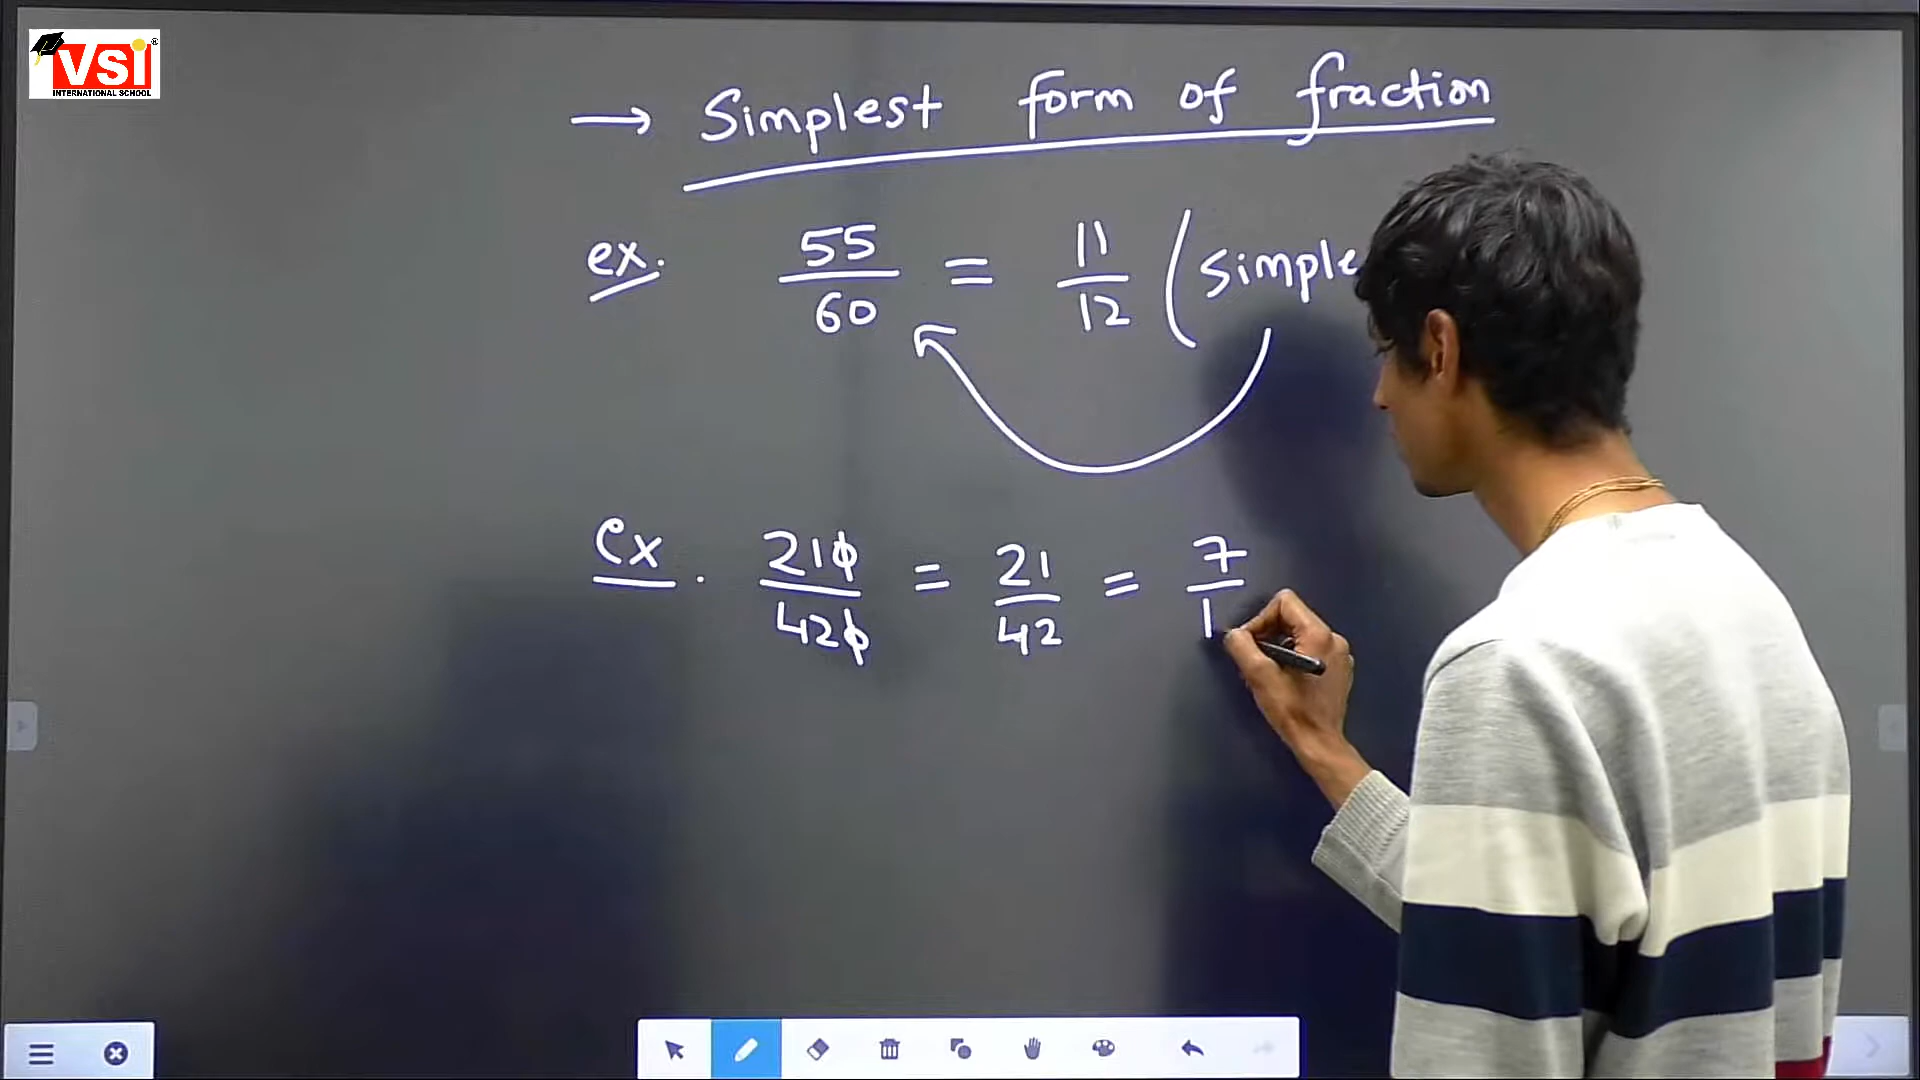 VSI
INTERNATIONAL SCHOOL
→ Simplest form of fraction
ex. 55/60 = 11/12 (simple
ex. 210/420 = 21/42 = 7/1